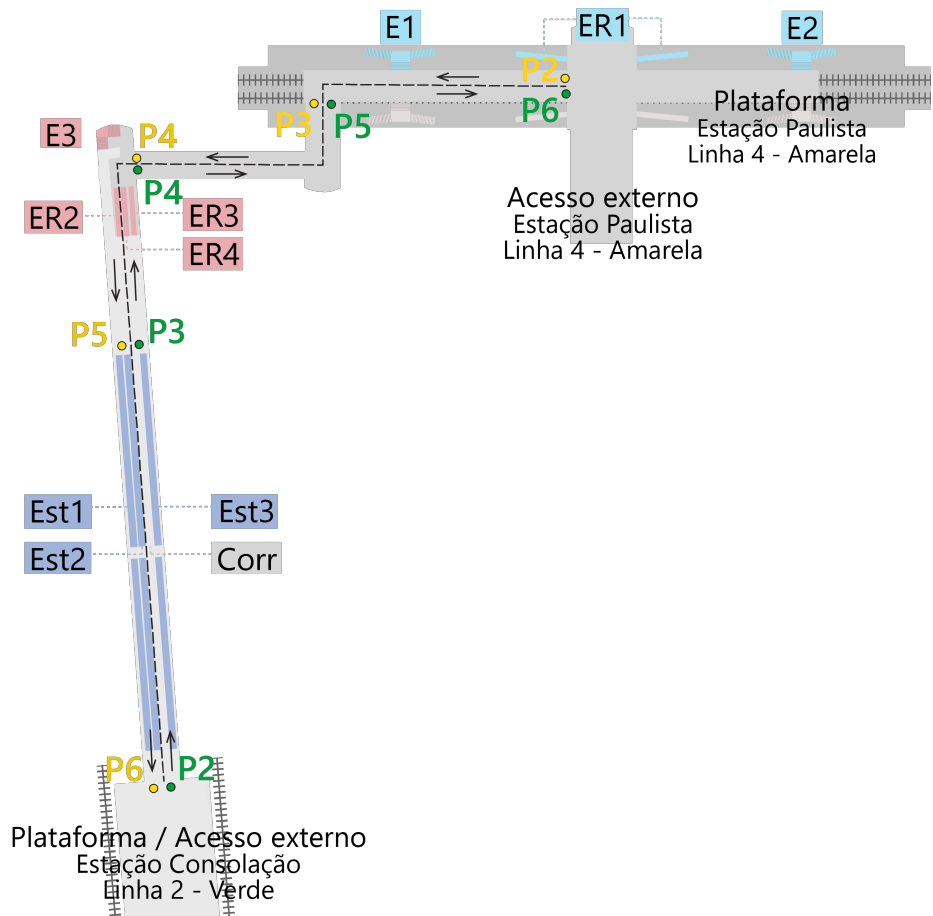 E1
ER1
E2
P2
P6
P3
P5
Plataforma
Estação Paulista
Linha 4 - Amarela
E3
P4
P4
ER2
ER3
ER4
Acesso externo
Estação Paulista
Linha 4 - Amarela
P5
P3
Est1
Est3
Est2
Corr
P6
P2
Plataforma / Acesso externo
Estação Consolação
Linha 2 - Verde